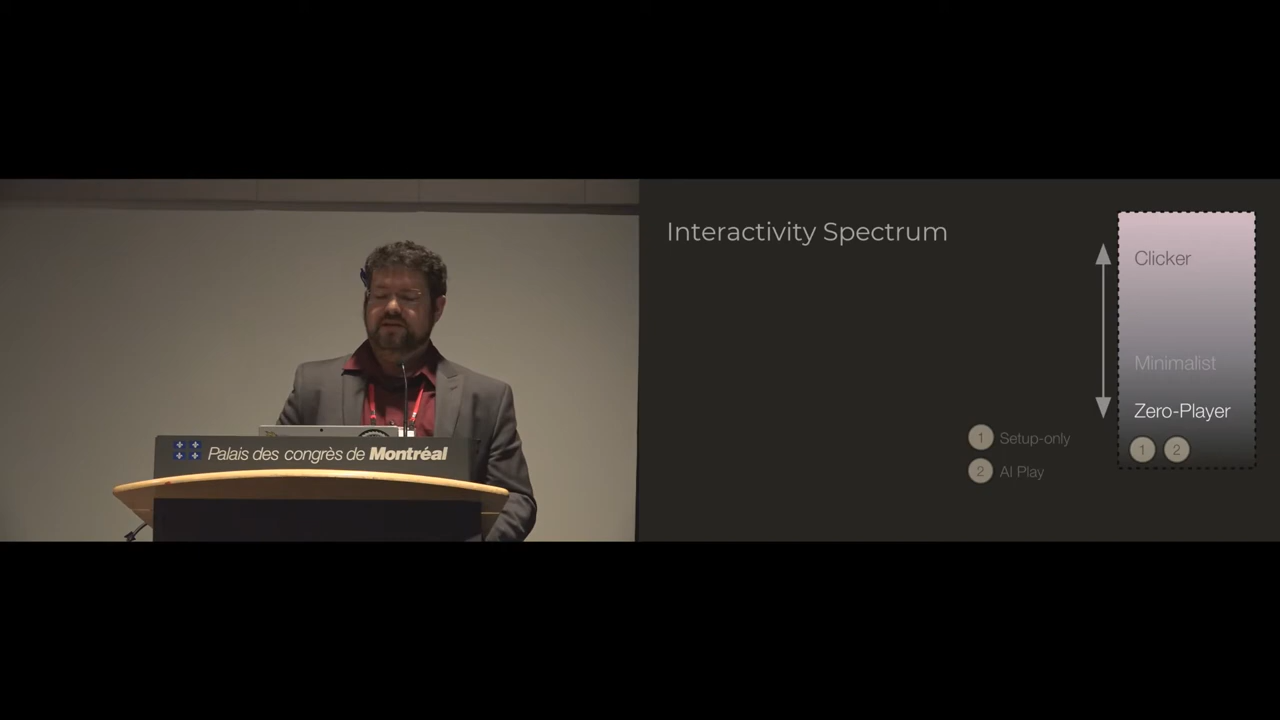 Palais des congrès de Montréal
Interactivity Spectrum
Clicker
Minimalist
Zero-Player
1 2
1 Setup-only
2 AI Play